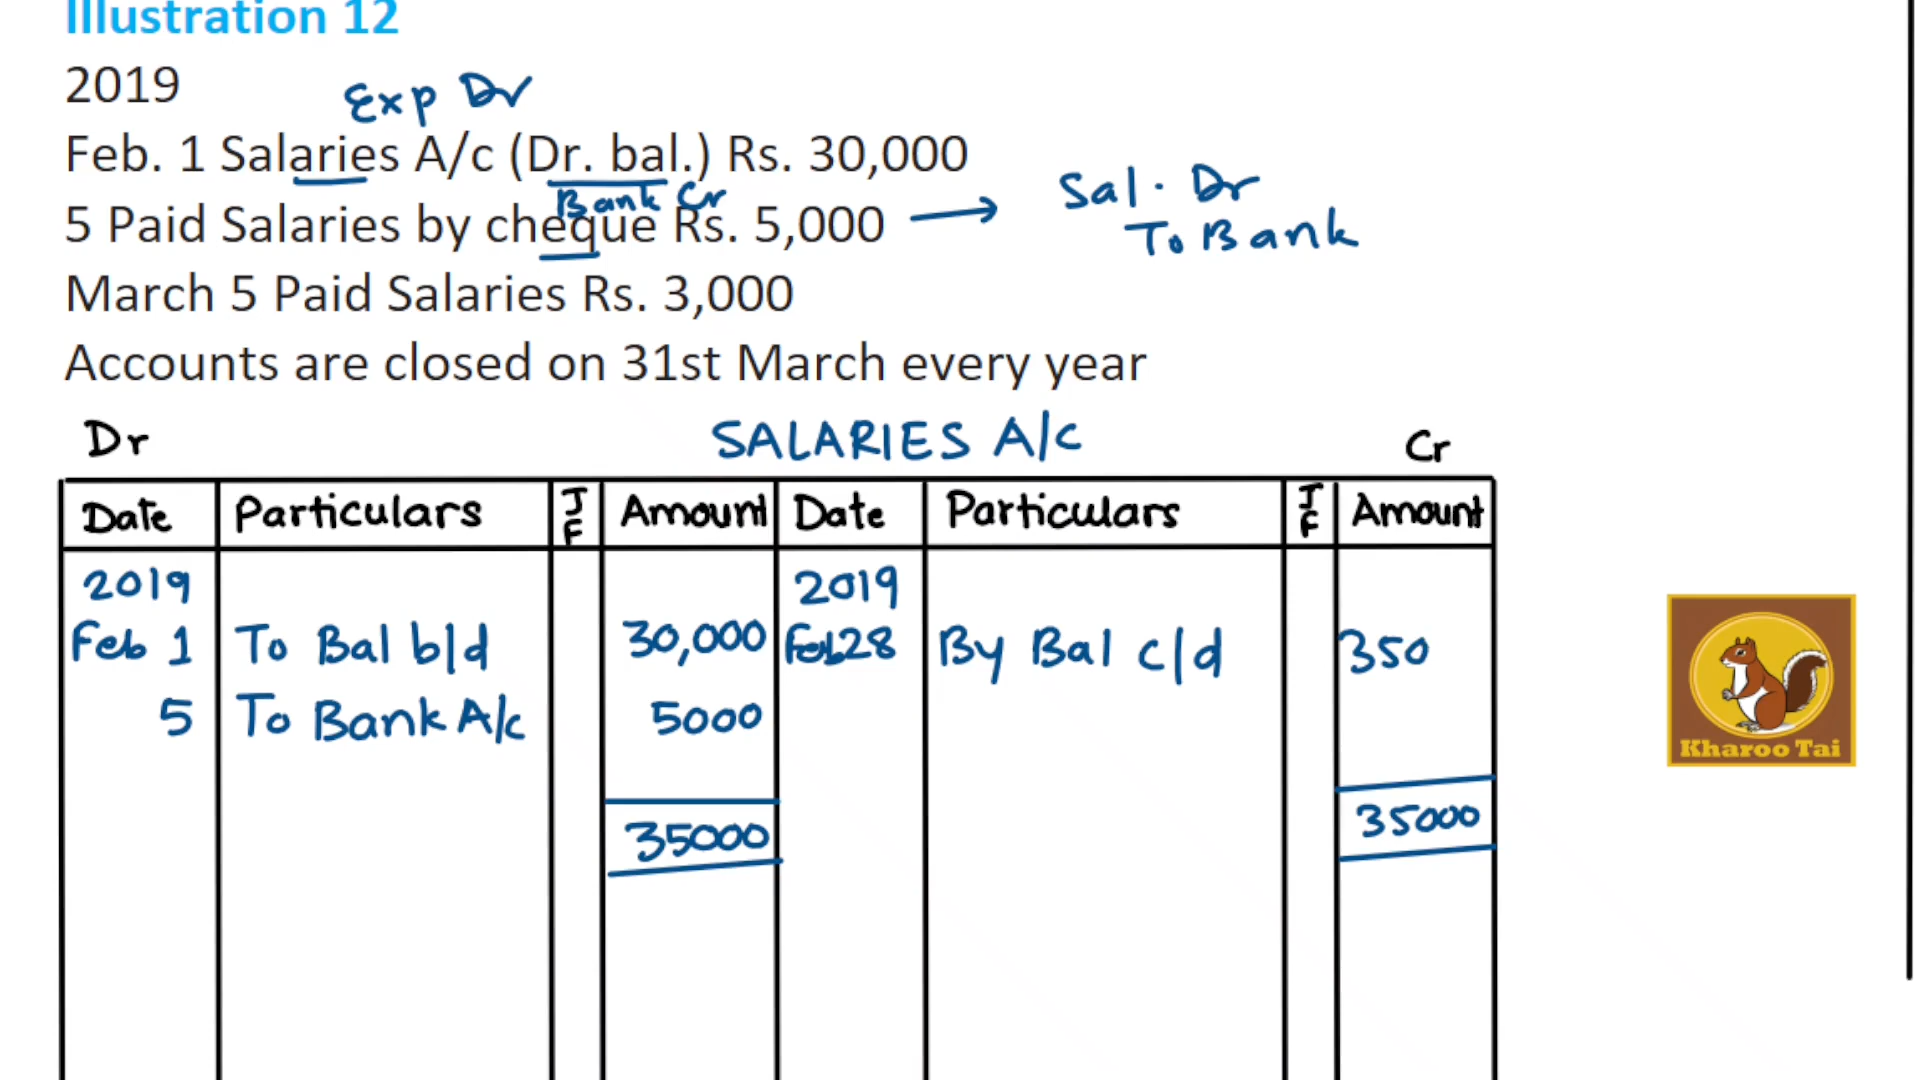 Illustration 12
2019
Exp Dr
Feb. 1 Salaries A/c (Dr. bal.) Rs. 30,000
Bank Cr
5 Paid Salaries by cheque Rs. 5,000 → Sal. Dr
To Bank
March 5 Paid Salaries Rs. 3,000
Accounts are closed on 31st March every year
Dr SALARIES A/c Cr
Date Particulars JF Amount Date Particulars JF Amount
2019 2019
Feb 1 To Bal b/d 30,000 Feb 28 By Bal c/d 350
5 To Bank A/c 5000
35000 35000
Kharoo Tai